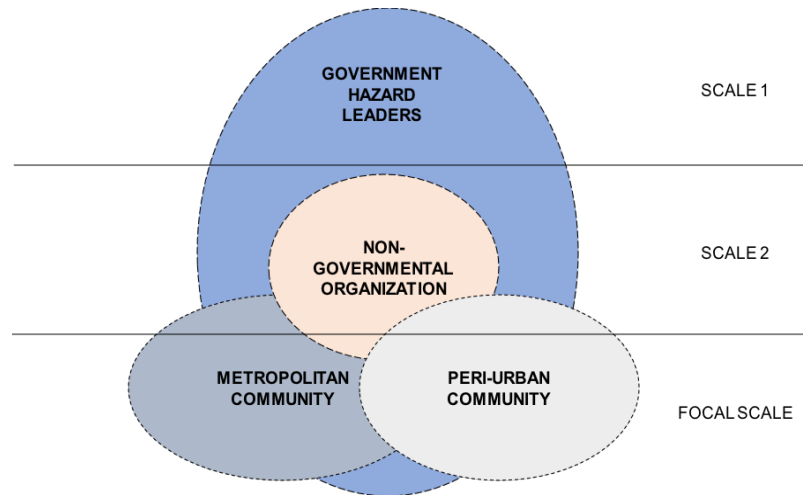 GOVERNMENT
HAZARD
LEADERS
SCALE 1
NON-
GOVERNMENTAL
ORGANIZATION
SCALE 2
METROPOLITAN
COMMUNITY
PERI-URBAN
COMMUNITY
FOCAL SCALE